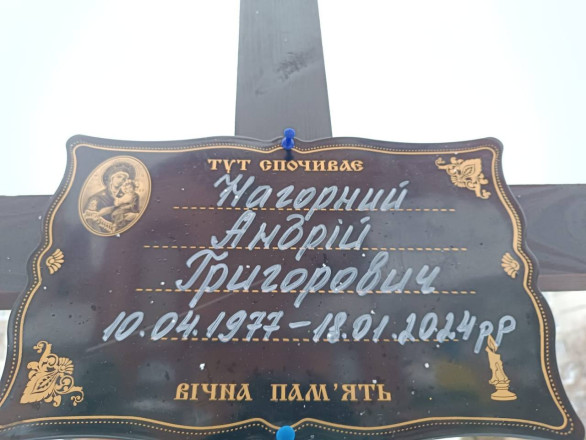 ТУТ СПОЧИВАЄ
Нагорний
Андрій
Григорович
10.04.1977-18.01.2024рр
ВІЧНА ПАМ'ЯТЬ